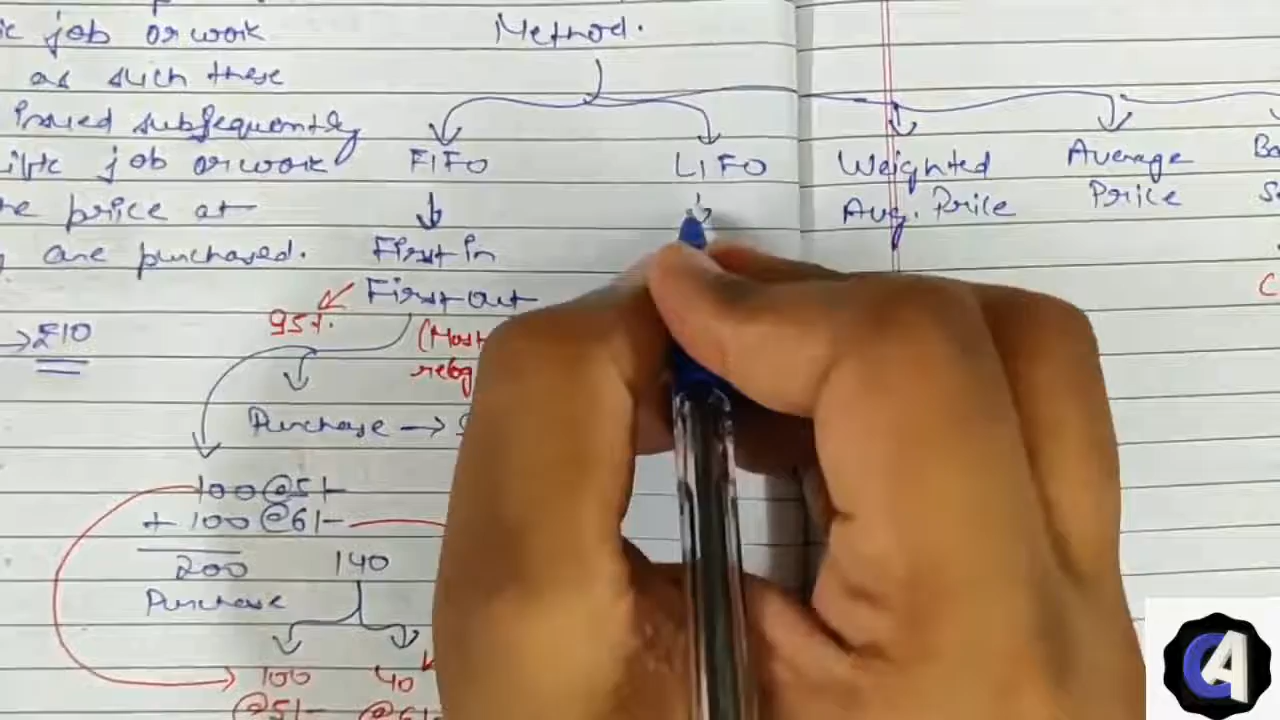 job or work
as such these
issued subsequently
job or work
price at
are purchased.
→ £10
Method.
FIFO
First in
First out
95%.
(Most
Purchase →
100 @5/-
+ 100 @6/-
200 140
Purchase
100 40
@5/- @6/-
LIFO
Weighted
Avg. Price
Average
Price
CA